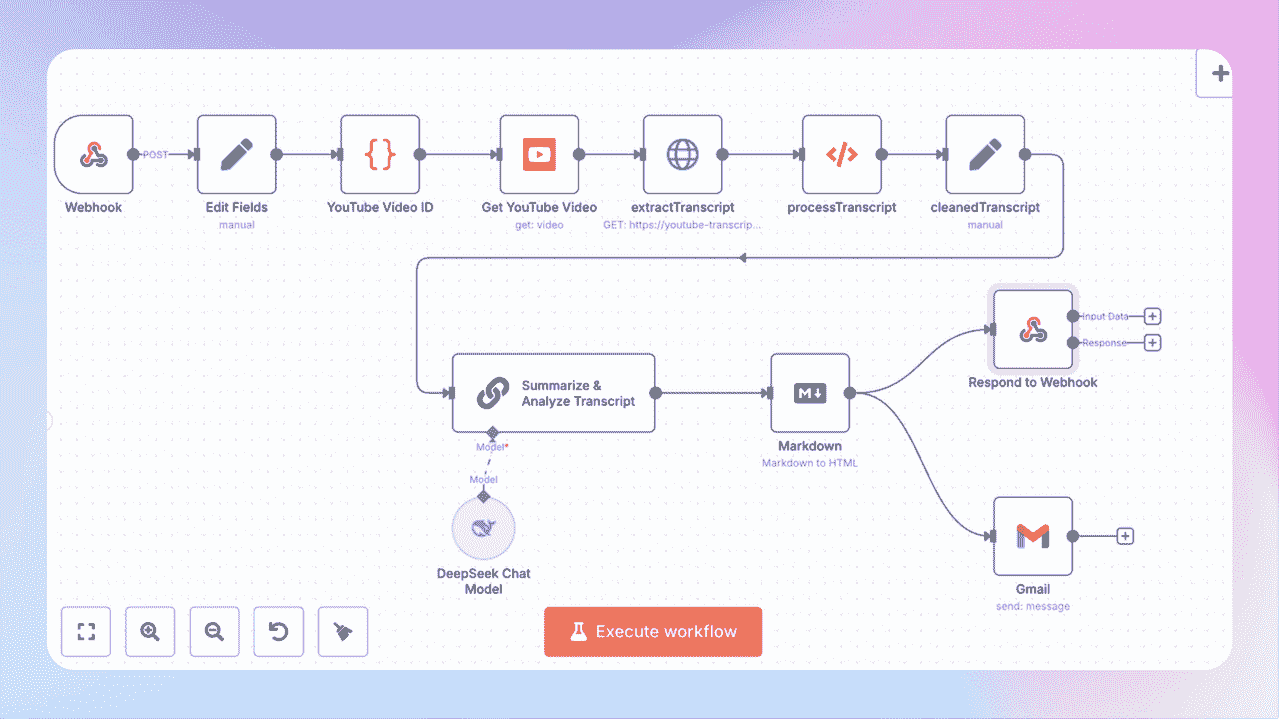 POST
Webhook
Edit Fields
manual
YouTube Video ID
Get YouTube Video
get: video
extractTranscript
GET: https://youtube-transcrip...
processTranscript
cleanedTranscript
manual
Summarize &
Analyze Transcript
Model*
Model
DeepSeek Chat
Model
M
Markdown
Markdown to HTML
Input Data
Response
Respond to Webhook
Gmail
send: message
Execute workflow